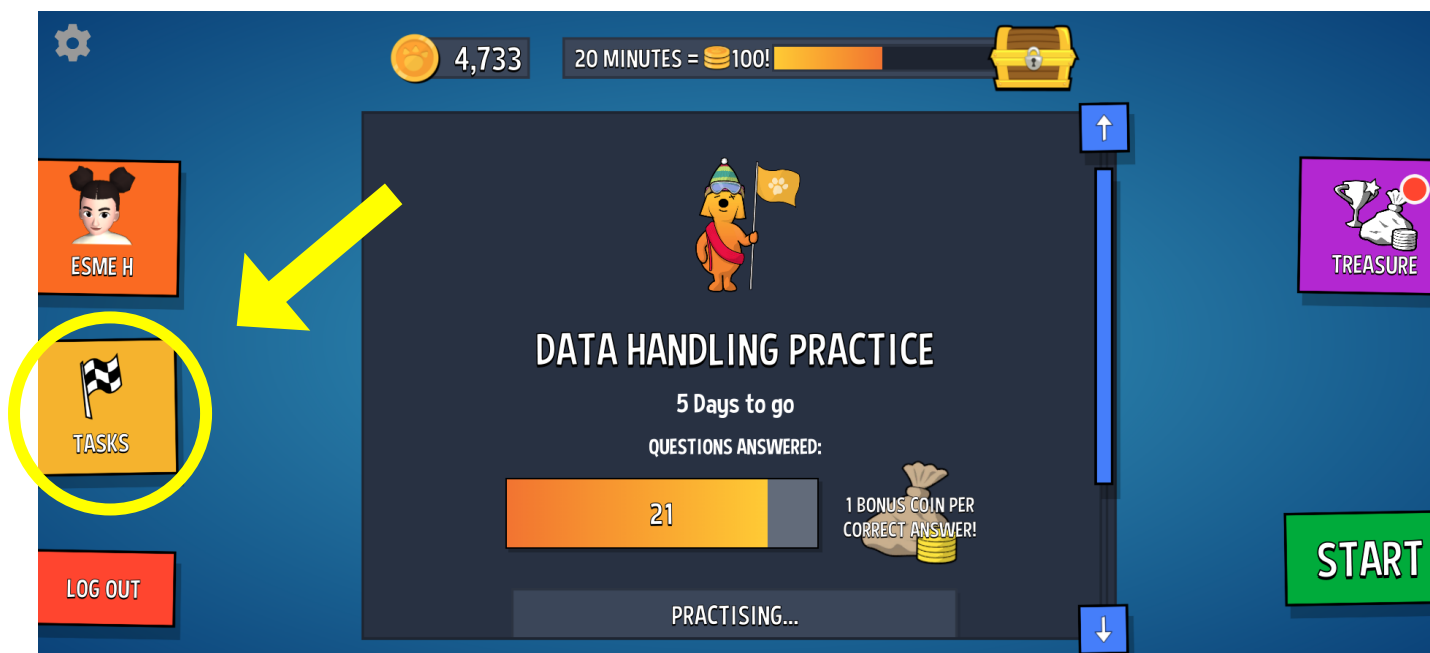 4,733
20 MINUTES = 100!
ESME H
TREASURE
DATA HANDLING PRACTICE
5 Days to go
TASKS
QUESTIONS ANSWERED:
21
1 BONUS COIN PER
CORRECT ANSWER!
START
LOG OUT
PRACTISING...